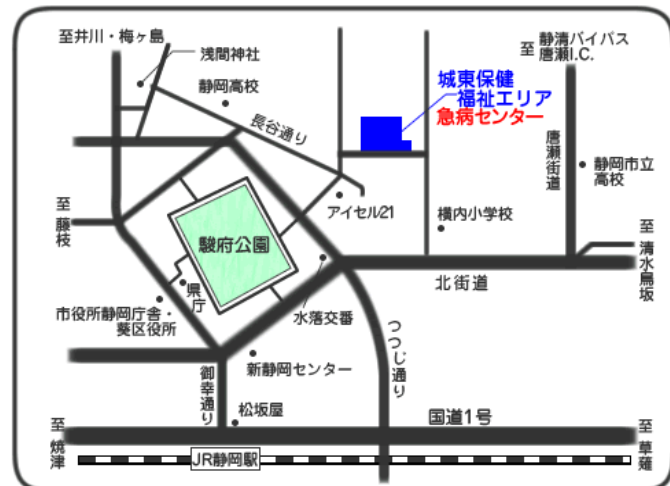 至井川・梅ヶ島
浅間神社
静岡高校
長谷通り
城東保健
福祉エリア
急病センター
至
静清バイパス
唐瀬I.C.
唐瀬街道
静岡市立
高校
至
藤枝
アイセル21
横内小学校
駿府公園
県庁
市役所静岡庁舎・
葵区役所
水落交番
北街道
至
清水鳥坂
つつじ通り
新静岡センター
御幸通り
松坂屋
国道1号
至
焼津
至
草薙
JR静岡駅